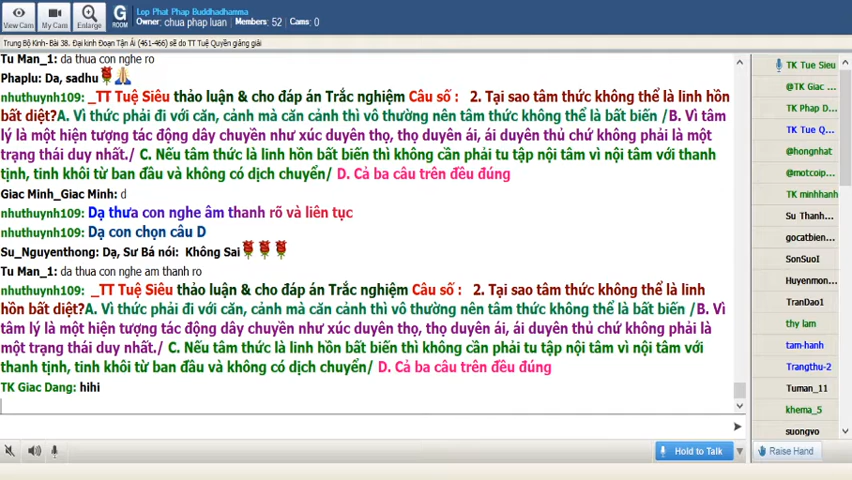 Lep Phat Phap Buddhadhamma
Owner: chua phap luan Members: 52 Cams: 0
View Cams My Cam Enlarge G ROOM
Trung Bộ Kinh- Bài 38. Đại kinh Đoạn Tận Ái (461-466) sẽ do TT Tuệ Quyền giảng giải
Tu Man_1: da thua con nghe ro
Phaplu: Dạ, sadhu
nhuthuynh109: _TT Tuệ Siêu thảo luận & cho đáp án Trắc nghiệm Câu số : 2. Tại sao tâm thức không thể là linh hồn
bất diệt?A. Vì thức phải đi với căn, cảnh mà căn cảnh thì vô thường nên tâm thức không thể là bất biến /B. Vì tâm
lý là một hiện tượng tác động dây chuyền như xúc duyên thọ, thọ duyên ái, ái duyên thủ chứ không phải là một
trạng thái duy nhất./ C. Nếu tâm thức là linh hồn bất biến thì không cần phải tu tập nội tâm vì nội tâm với thanh
tịnh, tinh khôi từ ban đầu và không có dịch chuyển/ D. Cả ba câu trên đều đúng
Giac Minh_Giac Minh: d
nhuthuynh109: Dạ thưa con nghe âm thanh rõ và liên tục
nhuthuynh109: Dạ con chọn câu D
Su_Nguyenthong: Dạ, Sư Bá nói: Không Sai
Tu Man_1: da thua con nghe am thanh ro
nhuthuynh109: _TT Tuệ Siêu thảo luận & cho đáp án Trắc nghiệm Câu số : 2. Tại sao tâm thức không thể là linh
hồn bất diệt?A. Vì thức phải đi với căn, cảnh mà căn cảnh thì vô thường nên tâm thức không thể là bất biến /B. Vì
tâm lý là một hiện tượng tác động dây chuyền như xúc duyên thọ, thọ duyên ái, ái duyên thủ chứ không phải là
một trạng thái duy nhất./ C. Nếu tâm thức là linh hồn bất biến thì không cần phải tu tập nội tâm vì nội tâm với
thanh tịnh, tinh khôi từ ban đầu và không có dịch chuyển/ D. Cả ba câu trên đều đúng
TK Giac Dang: hihi
TK Tue Sieu
@TK Giac ...
TK Phap D...
TK Tue Q...
@hongnhat
@motcoip...
TK minhhanh
Su Thanh...
gocatbien...
SonSuoI
Huyenmon...
TranDao1
thy lam
tam-hanh
Trangthu-2
Tuman_11
khema_5
suongvo
Hold to Talk
Raise Hand